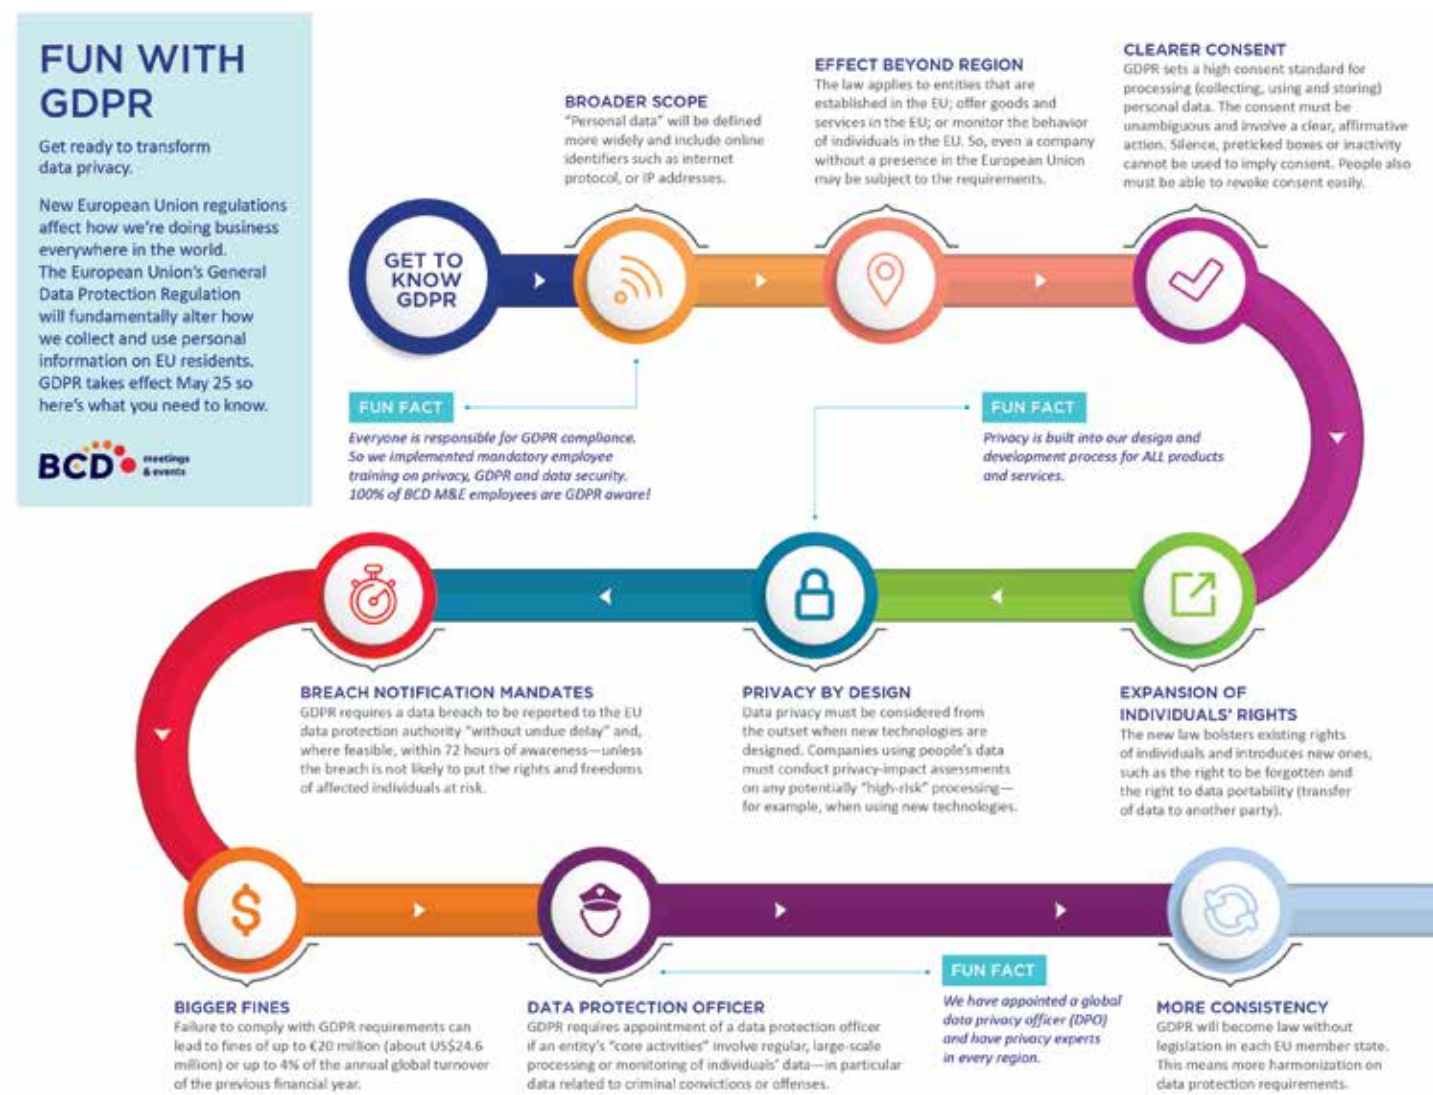 FUN WITH
GDPR
Get ready to transform
data privacy.
New European Union regulations
affect how we're doing business
everywhere in the world.
The European Union's General
Data Protection Regulation
will fundamentally alter how
we collect and use personal
information on EU residents.
GDPR takes effect May 25 so
here's what you need to know.
BCD meetings
& events
GET TO
KNOW
GDPR
BROADER SCOPE
"Personal data" will be defined
more widely and include online
identifiers such as internet
protocol, or IP addresses.
EFFECT BEYOND REGION
The law applies to entities that are
established in the EU; offer goods and
services in the EU; or monitor the behavior
of individuals in the EU. So, even a company
without a presence in the European Union
may be subject to the requirements.
CLEARER CONSENT
GDPR sets a high consent standard for
processing (collecting, using and storing)
personal data. The consent must be
unambiguous and involve a clear, affirmative
action. Silence, preticked boxes or inactivity
cannot be used to imply consent. People also
must be able to revoke consent easily.
FUN FACT
Everyone is responsible for GDPR compliance.
So we implemented mandatory employee
training on privacy, GDPR and data security.
100% of BCD M&E employees are GDPR aware!
FUN FACT
Privacy is built into our design and
development process for ALL products
and services.
BREACH NOTIFICATION MANDATES
GDPR requires a data breach to be reported to the EU
data protection authority "without undue delay" and,
where feasible, within 72 hours of awareness—unless
the breach is not likely to put the rights and freedoms
of affected individuals at risk.
PRIVACY BY DESIGN
Data privacy must be considered from
the outset when new technologies are
designed. Companies using people's data
must conduct privacy-impact assessments
on any potentially "high-risk" processing—
for example, when using new technologies.
EXPANSION OF
INDIVIDUALS' RIGHTS
The new law bolsters existing rights
of individuals and introduces new ones,
such as the right to be forgotten and
the right to data portability (transfer
of data to another party).
$
BIGGER FINES
Failure to comply with GDPR requirements can
lead to fines of up to €20 million (about US$24.6
million) or up to 4% of the annual global turnover
of the previous financial year.
DATA PROTECTION OFFICER
GDPR requires appointment of a data protection officer
if an entity's "core activities" involve regular, large-scale
processing or monitoring of individuals' data—in particular
data related to criminal convictions or offenses.
FUN FACT
We have appointed a global
data privacy officer (DPO)
and have privacy experts
in every region.
MORE CONSISTENCY
GDPR will become law without
legislation in each EU member state.
This means more harmonization on
data protection requirements.